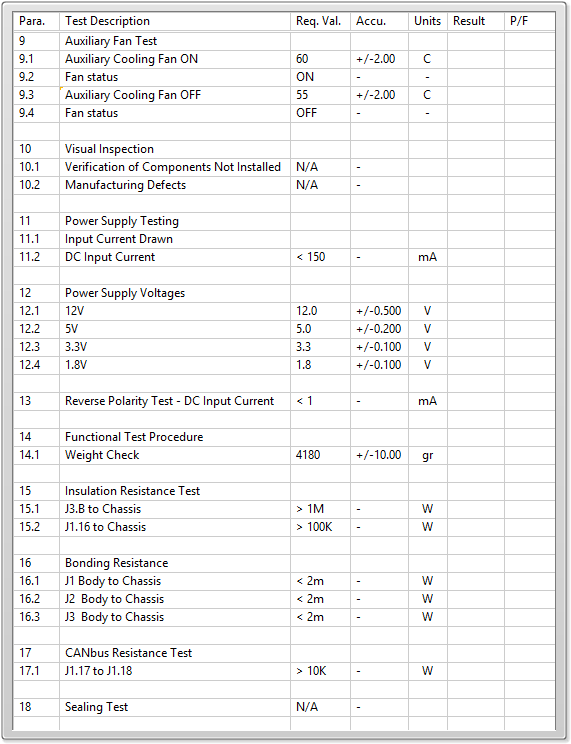 Para. Test Description Req. Val. Accu. Units Result P/F
9 Auxiliary Fan Test
9.1 Auxiliary Cooling Fan ON 60 +/-2.00 C
9.2 Fan status ON - -
9.3 Auxiliary Cooling Fan OFF 55 +/-2.00 C
9.4 Fan status OFF - -
10 Visual Inspection
10.1 Verification of Components Not Installed N/A -
10.2 Manufacturing Defects N/A -
11 Power Supply Testing
11.1 Input Current Drawn
11.2 DC Input Current < 150 - mA
12 Power Supply Voltages
12.1 12V 12.0 +/-0.500 V
12.2 5V 5.0 +/-0.200 V
12.3 3.3V 3.3 +/-0.100 V
12.4 1.8V 1.8 +/-0.100 V
13 Reverse Polarity Test - DC Input Current < 1 - mA
14 Functional Test Procedure
14.1 Weight Check 4180 +/-10.00 gr
15 Insulation Resistance Test
15.1 J3.B to Chassis > 1M - W
15.2 J1.16 to Chassis > 100K - W
16 Bonding Resistance
16.1 J1 Body to Chassis < 2m - W
16.2 J2 Body to Chassis < 2m - W
16.3 J3 Body to Chassis < 2m - W
17 CANbus Resistance Test
17.1 J1.17 to J1.18 > 10K - W
18 Sealing Test N/A -